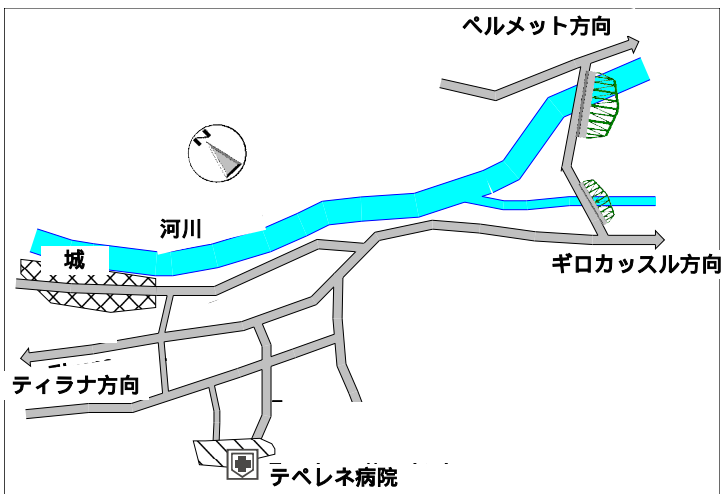 ペルメット方向
N
河川
城
ギロカッスル方向
ティラナ方向
テペレネ病院